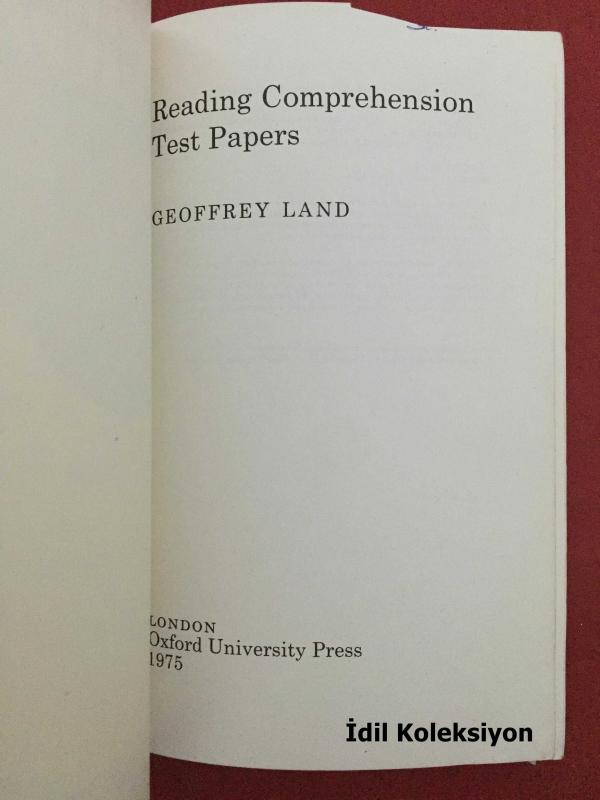 Reading Comprehension
Test Papers
GEOFFREY LAND
LONDON
Oxford University Press
1975
İdil Koleksiyon